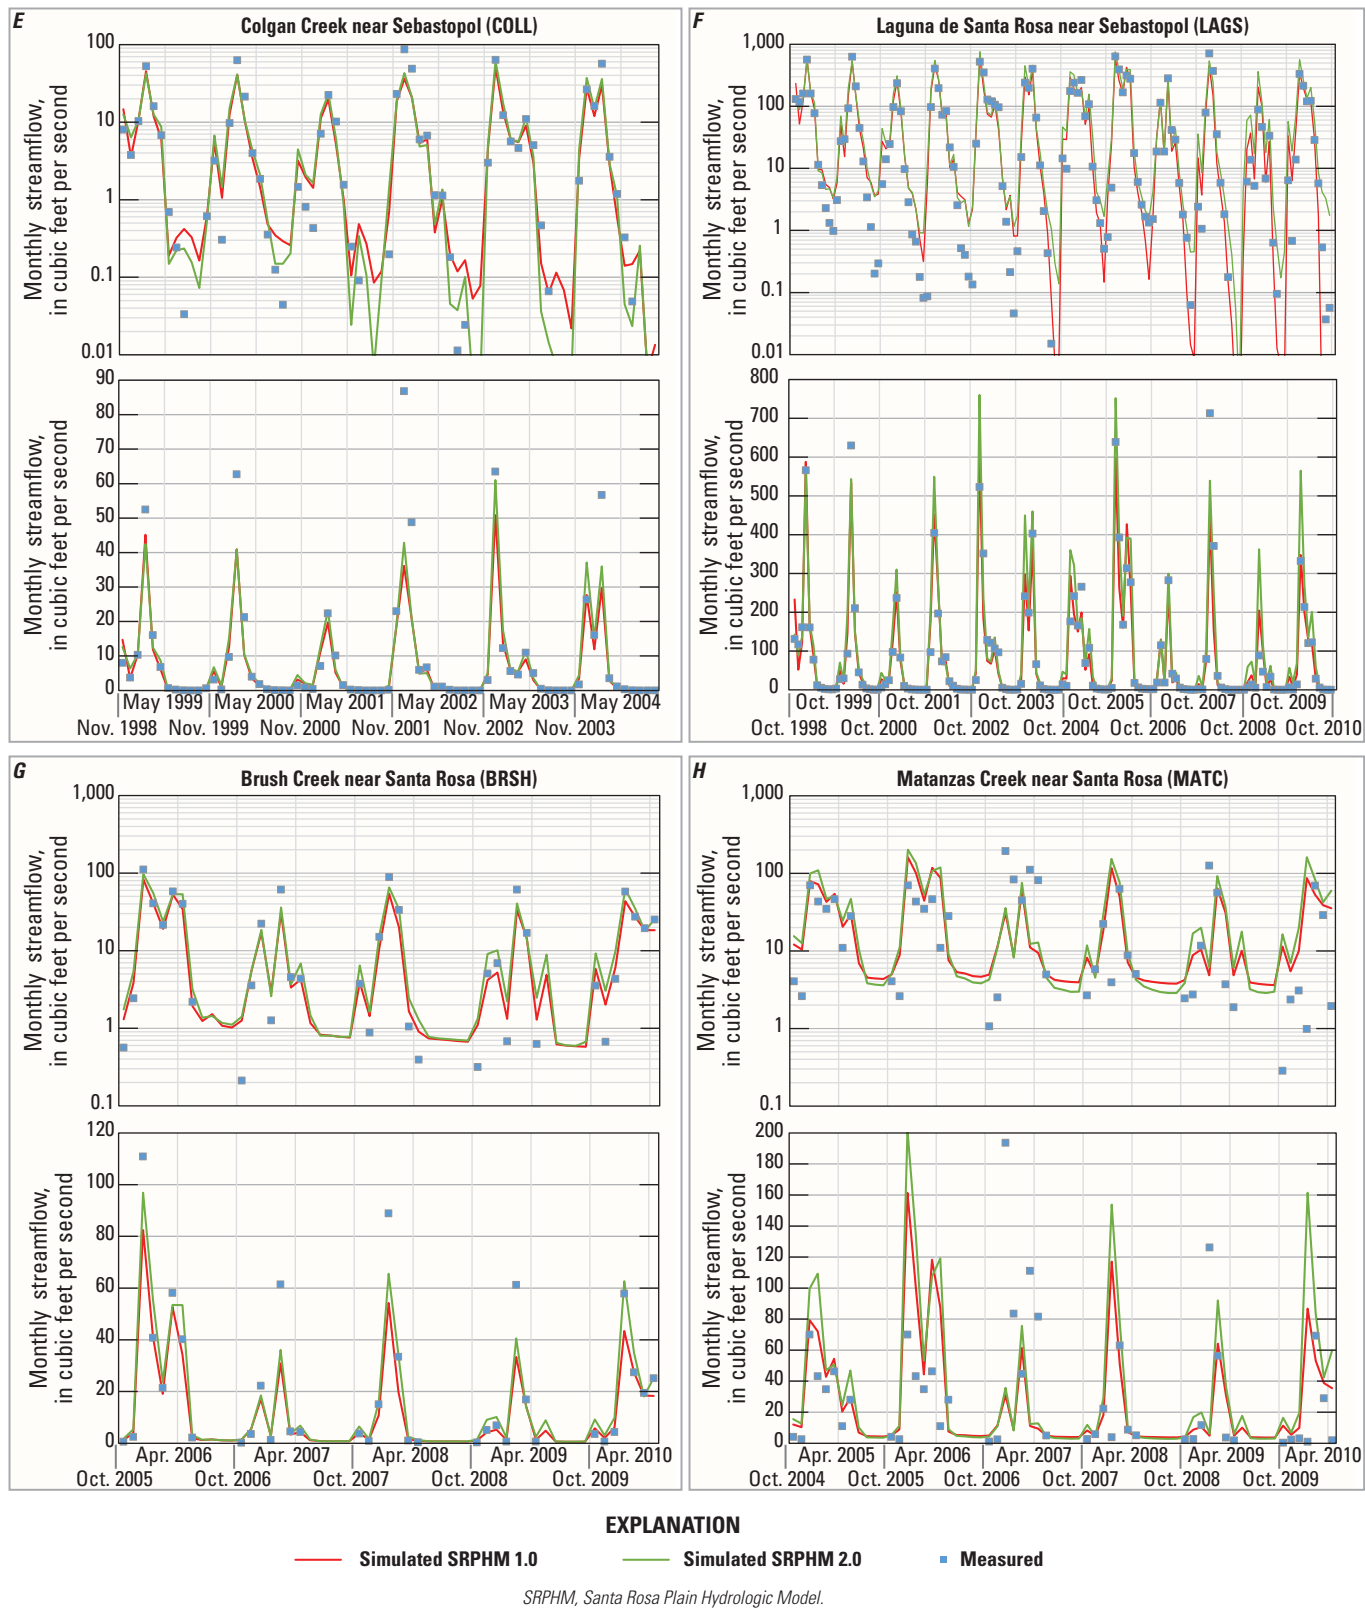 E
Colgan Creek near Sebastopol (COLL)
Monthly streamflow,
in cubic feet per second
100
10
1
0.1
0.01
Monthly streamflow,
in cubic feet per second
90
80
70
60
50
40
30
20
10
0
May 1999 May 2000 May 2001 May 2002 May 2003 May 2004
Nov. 1998 Nov. 1999 Nov. 2000 Nov. 2001 Nov. 2002 Nov. 2003
F
Laguna de Santa Rosa near Sebastopol (LAGS)
Monthly streamflow,
in cubic feet per second
1,000
100
10
1
0.1
0.01
Monthly streamflow,
in cubic feet per second
800
700
600
500
400
300
200
100
0
Oct. 1999 Oct. 2001 Oct. 2003 Oct. 2005 Oct. 2007 Oct. 2009
Oct. 1998 Oct. 2000 Oct. 2002 Oct. 2004 Oct. 2006 Oct. 2008 Oct. 2010
G
Brush Creek near Santa Rosa (BRSH)
Monthly streamflow,
in cubic feet per second
1,000
100
10
1
0.1
Monthly streamflow,
in cubic feet per second
120
100
80
60
40
20
0
Apr. 2006 Apr. 2007 Apr. 2008 Apr. 2009 Apr. 2010
Oct. 2005 Oct. 2006 Oct. 2007 Oct. 2008 Oct. 2009
H
Matanzas Creek near Santa Rosa (MATC)
Monthly streamflow,
in cubic feet per second
1,000
100
10
1
0.1
Monthly streamflow,
in cubic feet per second
200
180
160
140
120
100
80
60
40
20
0
Apr. 2005 Apr. 2006 Apr. 2007 Apr. 2008 Apr. 2009 Apr. 2010
Oct. 2004 Oct. 2005 Oct. 2006 Oct. 2007 Oct. 2008 Oct. 2009
EXPLANATION
Simulated SRPHM 1.0 Simulated SRPHM 2.0 Measured
SRPHM, Santa Rosa Plain Hydrologic Model.